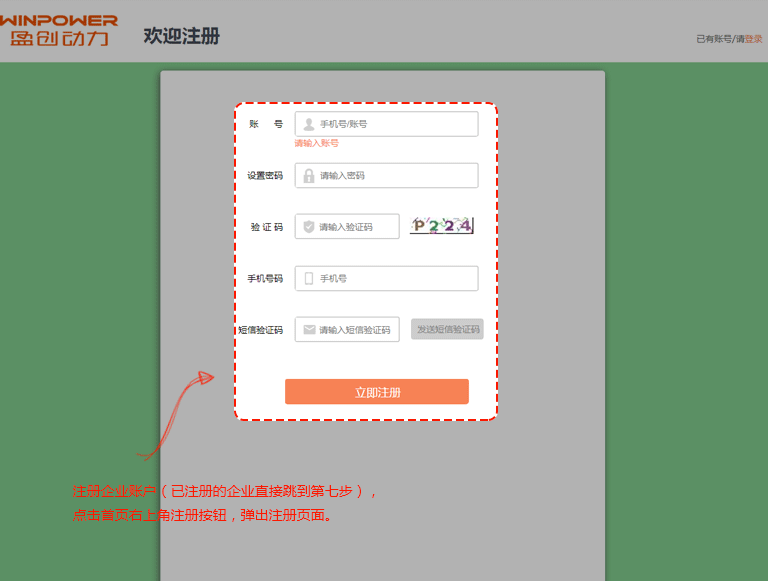 WINPOWER
盈创动力
欢迎注册
已有账号/请登录
账 号
手机号/账号
请输入账号
设置密码
请输入密码
验 证 码
请输入验证码
P224
手机号码
手机号
短信验证码
请输入短信验证码
发送短信验证码
立即注册
注册企业账户（已注册的企业直接跳到第七步），
点击首页右上角注册按钮，弹出注册页面。